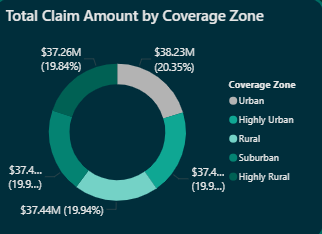 Total Claim Amount by Coverage Zone
$37.26M
(19.84%)
$38.23M
(20.35%)
Coverage Zone
Urban
Highly Urban
Rural
Suburban
Highly Rural
$37.4...
(19.9...)
$37.4...
(19.9...)
$37.44M (19.94%)